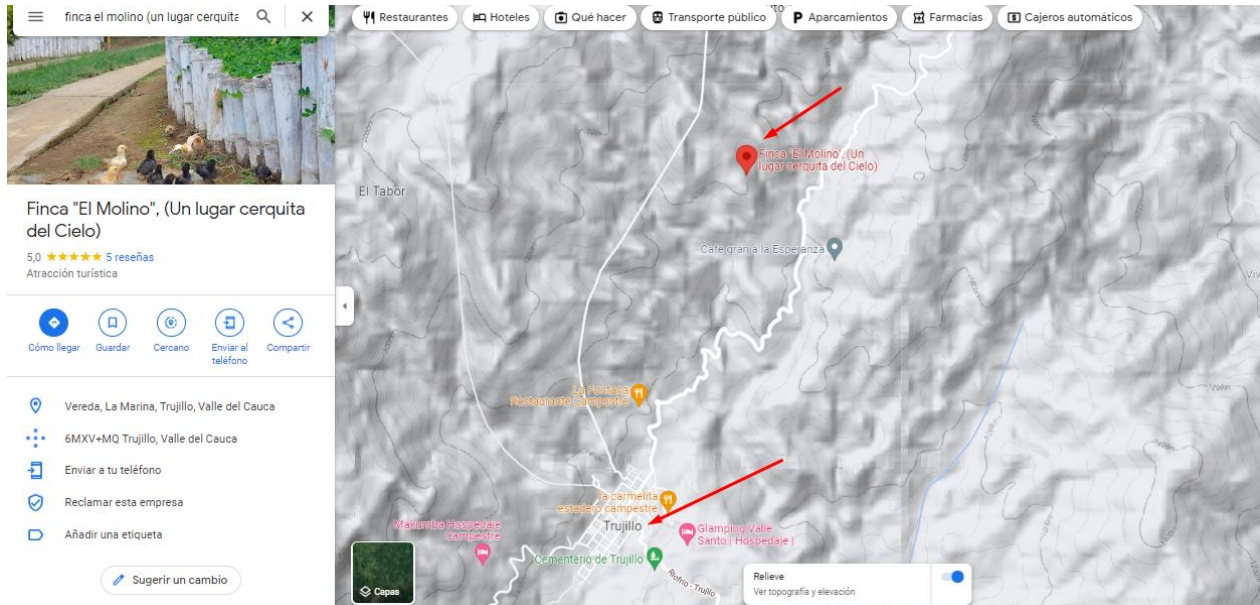 finca el molino (un lugar cerquita
Finca "El Molino", (Un lugar cerquita
del Cielo)
5,0 ★★★★★ 5 reseñas
Atracción turística
Cómo llegar
Guardar
Cercano
Enviar al
teléfono
Compartir
Vereda, La Marina, Trujillo, Valle del Cauca
6MXV+MQ Trujillo, Valle del Cauca
Enviar a tu teléfono
Reclamar esta empresa
Añadir una etiqueta
Sugerir un cambio
Restaurantes
Hoteles
Qué hacer
Transporte público
Aparcamientos
Farmacias
Cajeros automáticos
Finca "El Molino", (Un
lugar cerquita del Cielo)
El Tabor
Cafe granja la Esperanza
La Fontana
Restaurante Campestre
la carmelita
estadero campestre
Trujillo
Makumba Hospedaje
Campestre
Glamping Valle
Santo | Hospedaje |
Cementerio de Trujillo
Riofrío - Trujillo
Capas
Relieve
Ver topografía y elevación